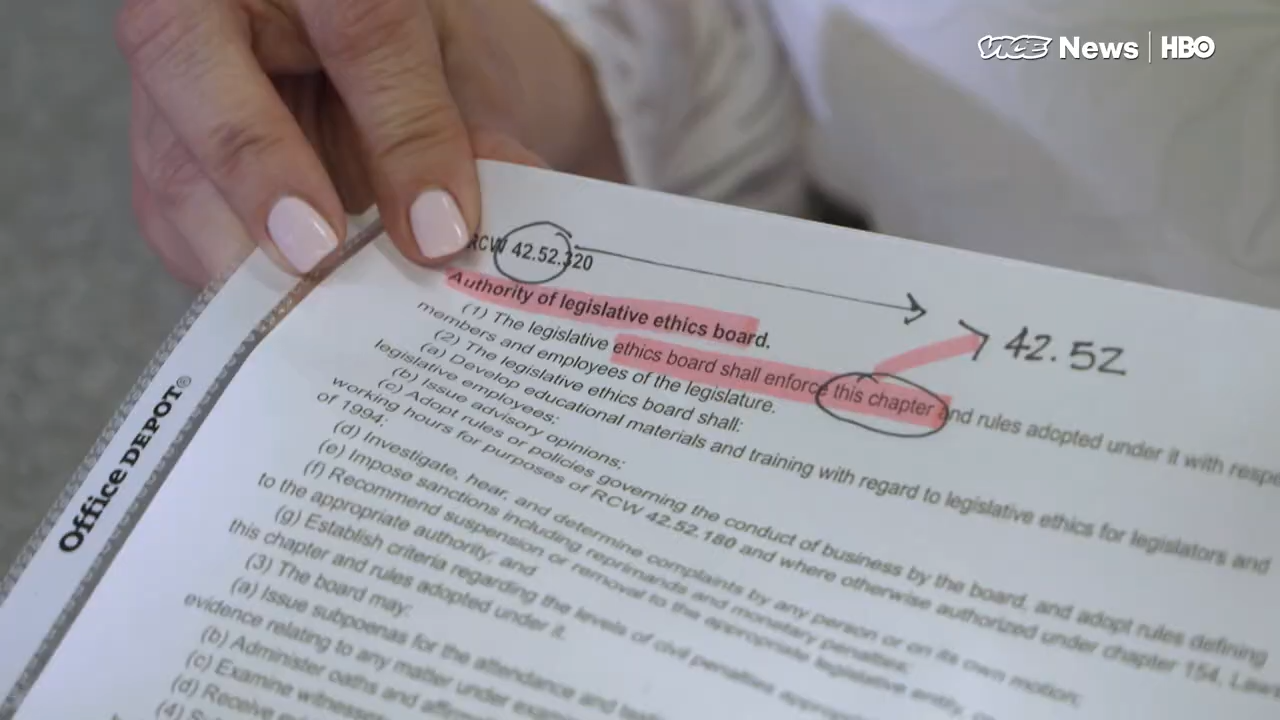 VICE News | HBO
RCW 42.52.320
42.52
Authority of legislative ethics board.
(1) The legislative ethics board shall enforce this chapter and rules adopted under it with respe
members and employees of the legislature.
(2) The legislative ethics board shall:
(a) Develop educational materials and training with regard to legislative ethics for legislators and
legislative employees;
(b) Issue advisory opinions;
(c) Adopt rules or policies governing the conduct of business by the board, and adopt rules defining
working hours for purposes of RCW 42.52.180 and where otherwise authorized under chapter 154, Laws
of 1994;
(d) Investigate, hear, and determine complaints by any person or on its own motion;
(e) Impose sanctions including reprimands and monetary penalties;
(f) Recommend suspension or removal to the appropriate legislative entity,
to the appropriate authority; and
(g) Establish criteria regarding the levels of civil penalties appropr
this chapter and rules adopted under it.
(3) The board may:
(a) Issue subpoenas for the attendance and
evidence relating to any matter under
(b) Administer oaths and
(c) Examine witnesses
(d) Receive
(4)
Office DEPOT®